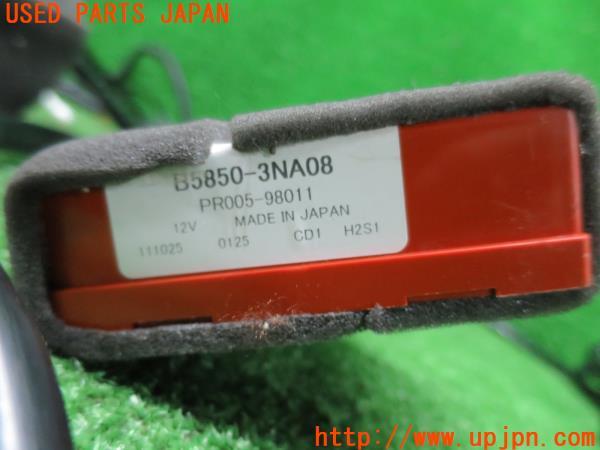 USED PARTS JAPAN
B5850-3NA08
PR005-98011
12V MADE IN JAPAN
111025 0125 CD1 H2S1
http://www.upjpn.com